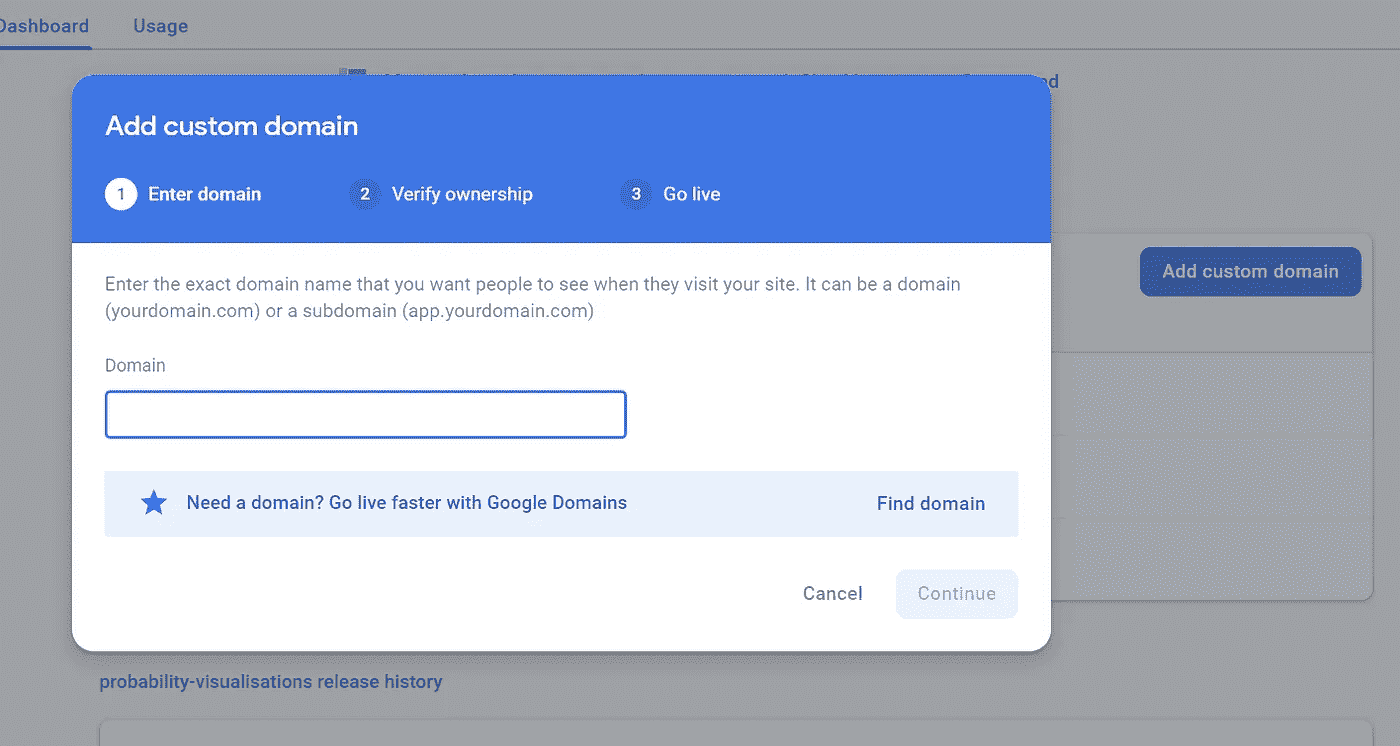 Dashboard Usage
Add custom domain
1 Enter domain 2 Verify ownership 3 Go live
Enter the exact domain name that you want people to see when they visit your site. It can be a domain
(yourdomain.com) or a subdomain (app.yourdomain.com)
Add custom domain
Domain
Need a domain? Go live faster with Google Domains Find domain
Cancel Continue
probability-visualisations release history